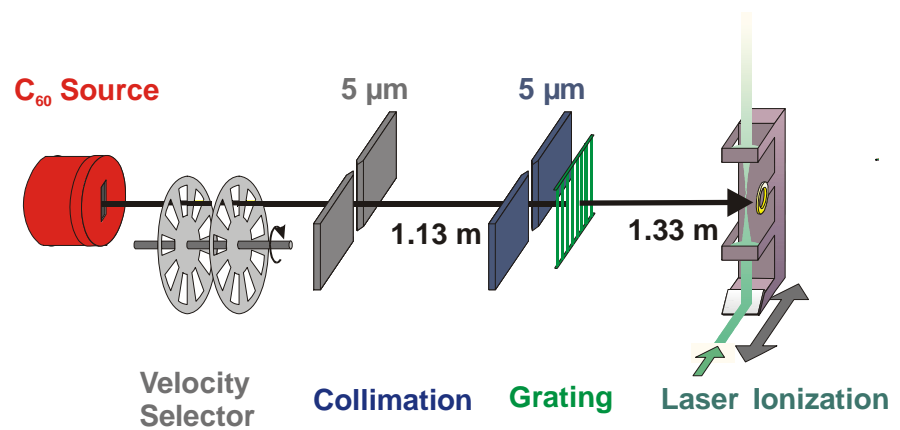 C60 Source
5 µm
5 µm
1.13 m
1.33 m
Velocity
Selector
Collimation
Grating
Laser Ionization